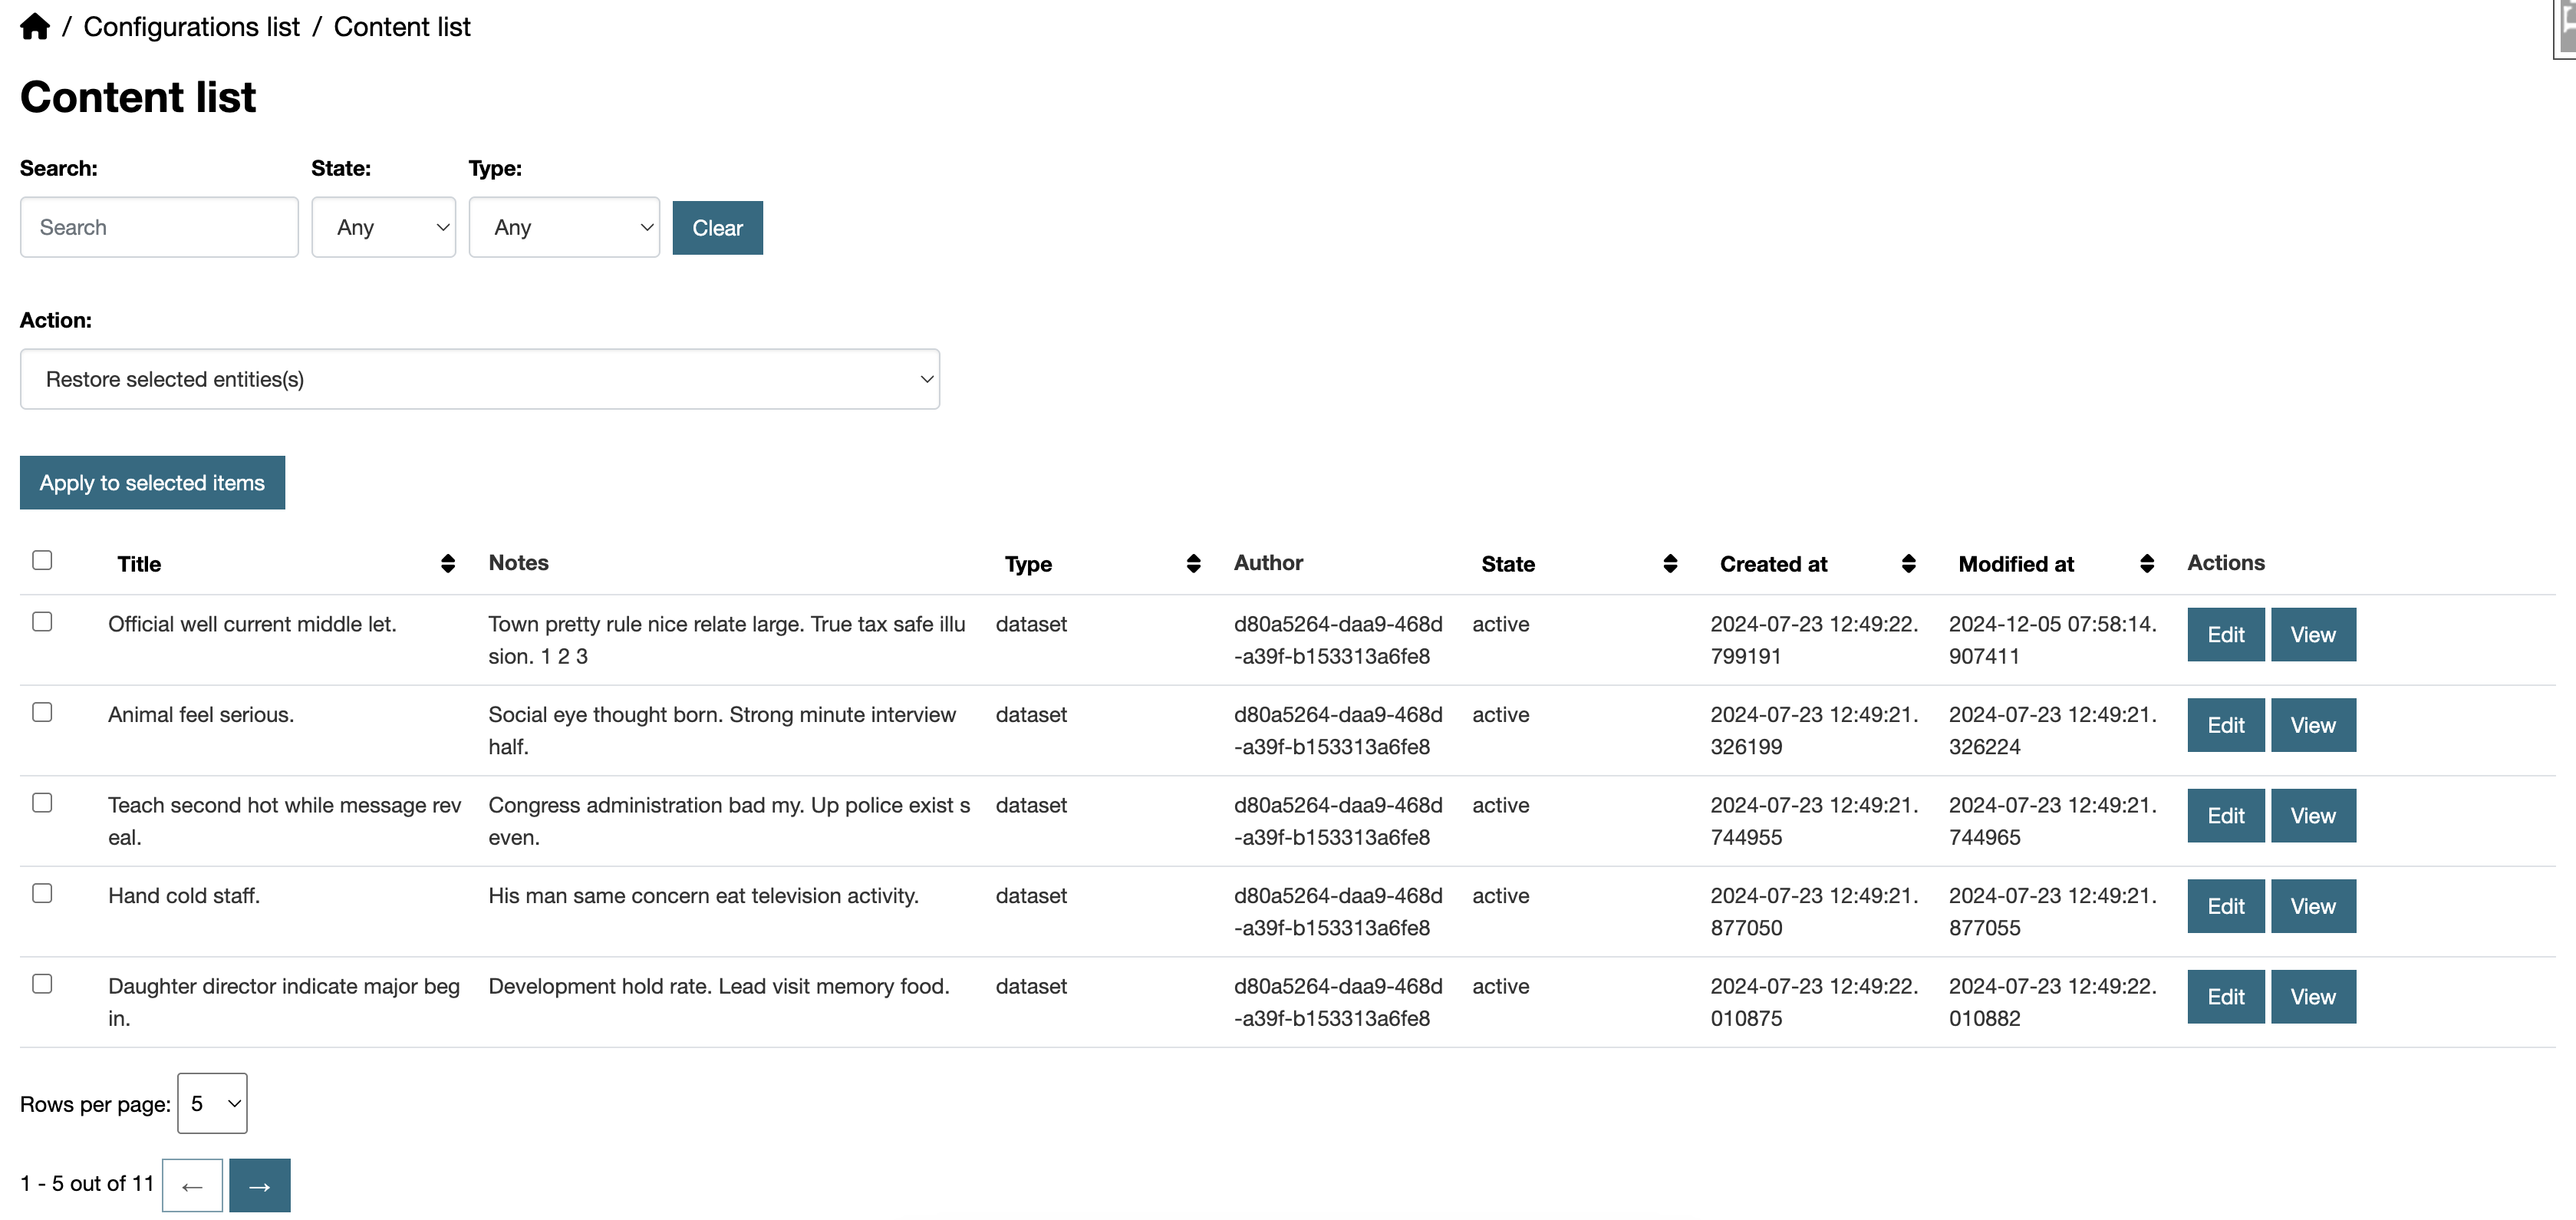 / Configurations list / Content list
Content list
Search: State: Type:
Search Any Any Clear
Action:
Restore selected entities(s)
Apply to selected items
Title Notes Type Author State Created at Modified at Actions
Official well current middle let. Town pretty rule nice relate large. True tax safe illu dataset d80a5264-daa9-468d active 2024-07-23 12:49:22. 2024-12-05 07:58:14. Edit View
sion. 1 2 3 -a39f-b153313a6fe8 799191 907411
Animal feel serious. Social eye thought born. Strong minute interview dataset d80a5264-daa9-468d active 2024-07-23 12:49:21. 2024-07-23 12:49:21. Edit View
half. -a39f-b153313a6fe8 326199 326224
Teach second hot while message rev Congress administration bad my. Up police exist s dataset d80a5264-daa9-468d active 2024-07-23 12:49:21. 2024-07-23 12:49:21. Edit View
eal. even. -a39f-b153313a6fe8 744955 744965
Hand cold staff. His man same concern eat television activity. dataset d80a5264-daa9-468d active 2024-07-23 12:49:21. 2024-07-23 12:49:21. Edit View
-a39f-b153313a6fe8 877050 877055
Daughter director indicate major beg Development hold rate. Lead visit memory food. dataset d80a5264-daa9-468d active 2024-07-23 12:49:22. 2024-07-23 12:49:22. Edit View
in. -a39f-b153313a6fe8 010875 010882
Rows per page: 5
1 - 5 out of 11 ← →